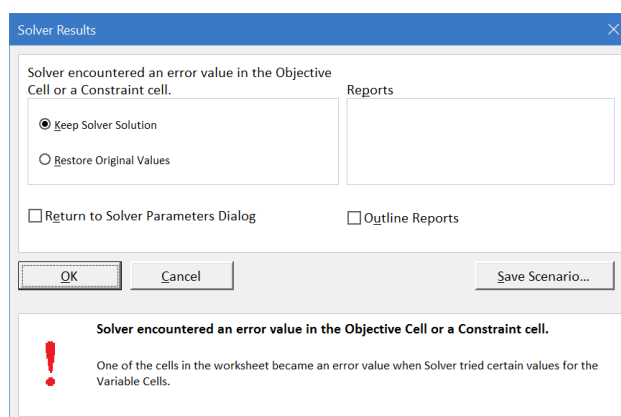 Solver Results
Solver encountered an error value in the Objective
Cell or a Constraint cell.
Reports
Keep Solver Solution
Restore Original Values
Return to Solver Parameters Dialog
Outline Reports
OK
Cancel
Save Scenario...
Solver encountered an error value in the Objective Cell or a Constraint cell.
One of the cells in the worksheet became an error value when Solver tried certain values for the
Variable Cells.